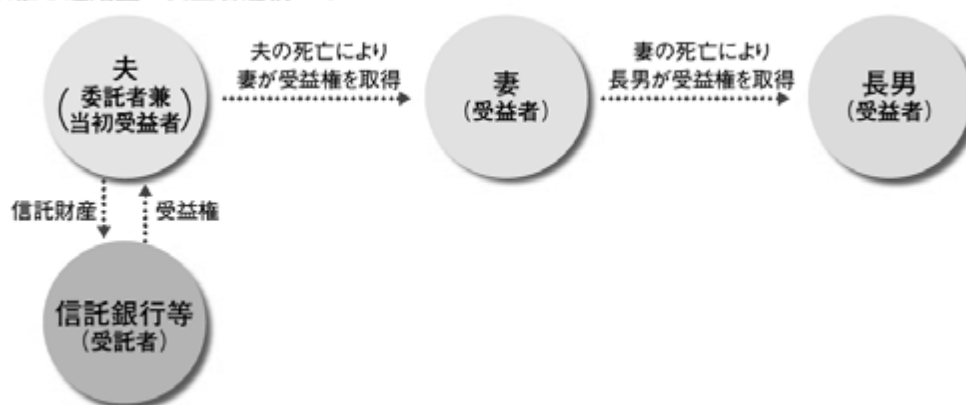 夫
(委託者兼
当初受益者)
夫の死亡により
妻が受益権を取得
妻
(受益者)
妻の死亡により
長男が受益権を取得
長男
(受益者)
信託財産
受益権
信託銀行等
(受託者)